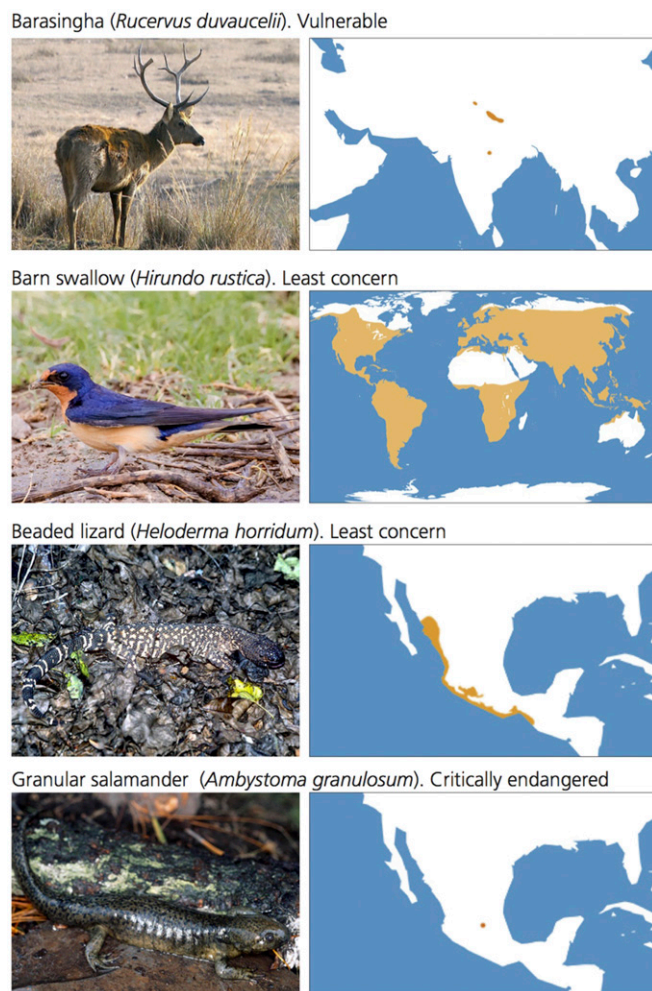 Barasingha (Rucervus duvaucelii). Vulnerable
Barn swallow (Hirundo rustica). Least concern
Beaded lizard (Heloderma horridum). Least concern
Granular salamander (Ambystoma granulosum). Critically endangered